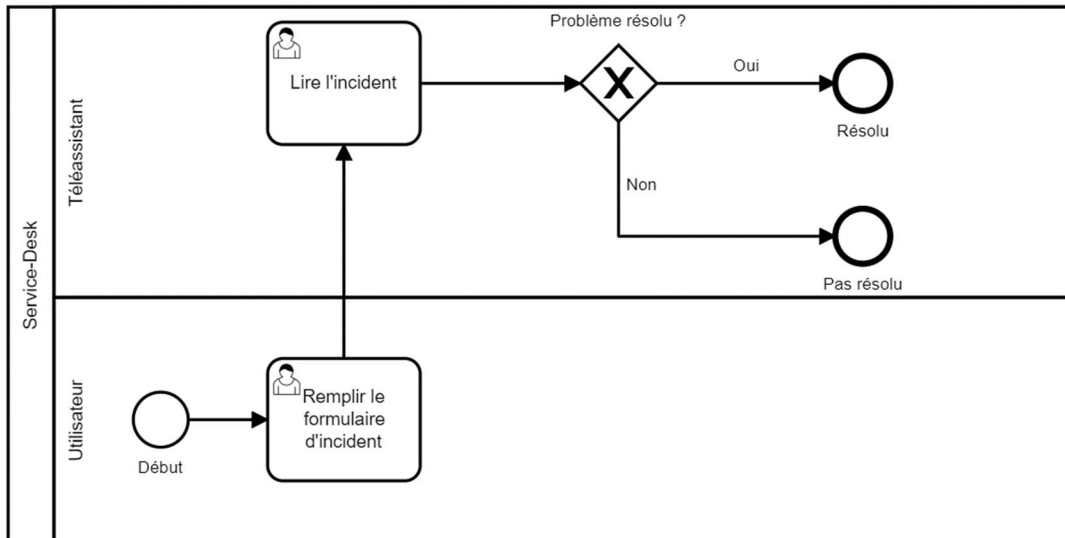 Service-Desk
Téléassistant
Lire l'incident
Problème résolu ?
Oui
Résolu
Non
Pas résolu
Utilisateur
Début
Remplir le
formulaire
d'incident